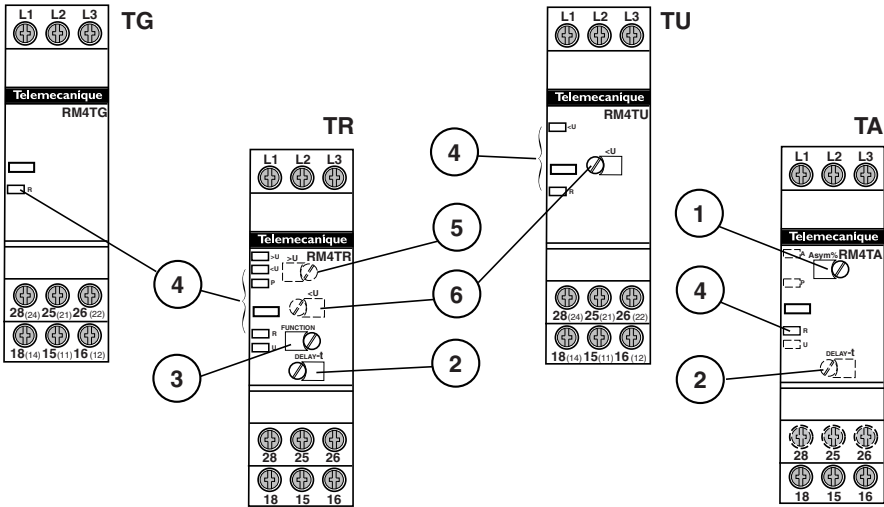 TG
L1 L2 L3
Telemecanique
RM4TG
R
28(24) 25(21) 26(22)
18(14) 15(11) 16(12)
4
TR
L1 L2 L3
Telemecanique
RM4TR
>U
<U
P
>U
<U
R
U
FUNCTION
DELAY-t
28 25 26
18 15 16
4
3
5
6
2
TU
L1 L2 L3
Telemecanique
RM4TU
<U
<U
R
28(24) 25(21) 26(22)
8(14) 15(11) 16(12)
4
TA
L1 L2 L3
Telemecanique
Asym% RM4TA
A
P
R
U
DELAY-t
28 25 26
18 15 16
1
4
2